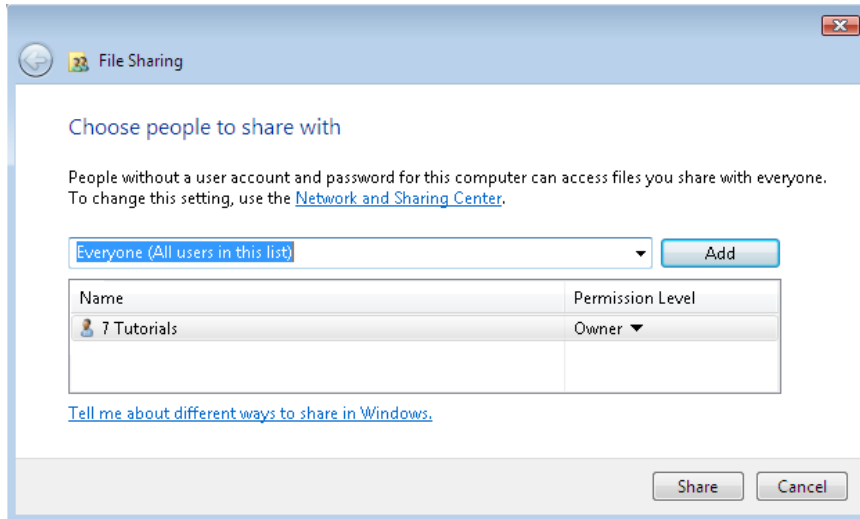 File Sharing
Choose people to share with
People without a user account and password for this computer can access files you share with everyone.
To change this setting, use the Network and Sharing Center.
Everyone (All users in this list)
Add
Name Permission Level
7 Tutorials Owner
Tell me about different ways to share in Windows.
Share Cancel